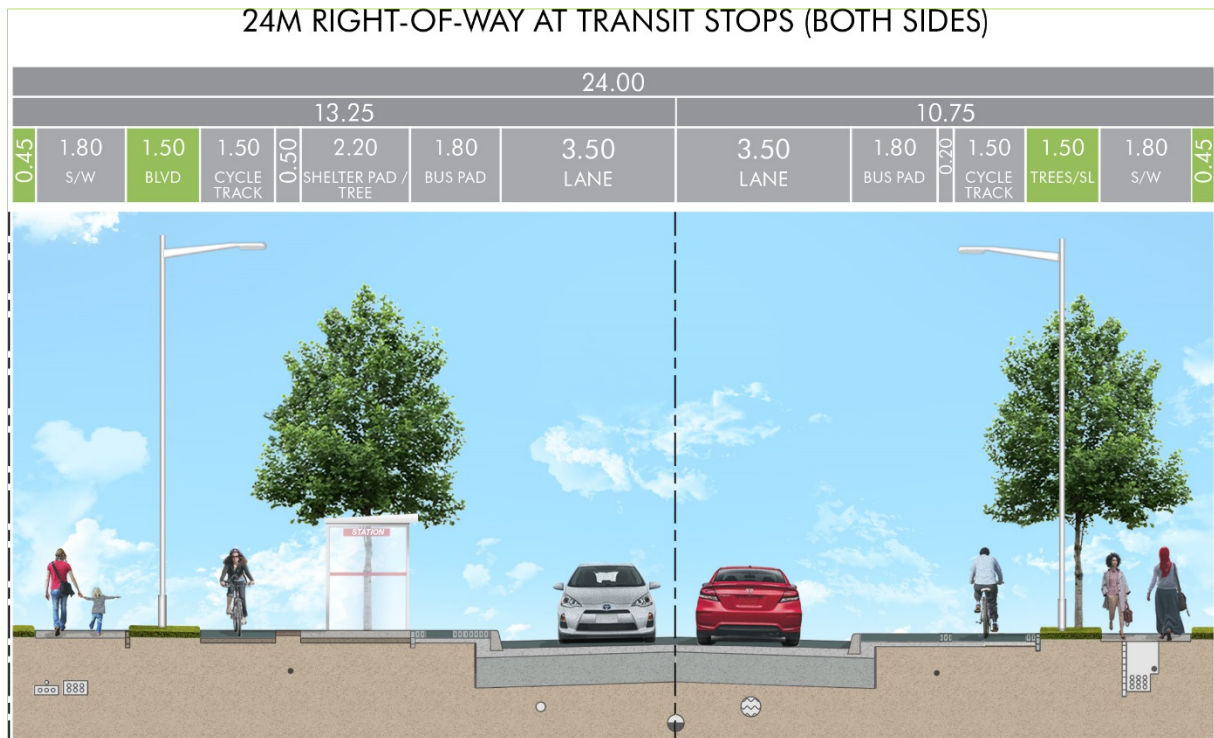 24M RIGHT-OF-WAY AT TRANSIT STOPS (BOTH SIDES)
24.00
13.25
10.75
0.45
1.80
S/W
1.50
BLVD
1.50
CYCLE
TRACK
0.50
2.20
SHELTER PAD /
TREE
1.80
BUS PAD
3.50
LANE
3.50
LANE
1.80
BUS PAD
0.20
1.50
CYCLE
TRACK
1.50
TREES/SL
1.80
S/W
0.45
STATION